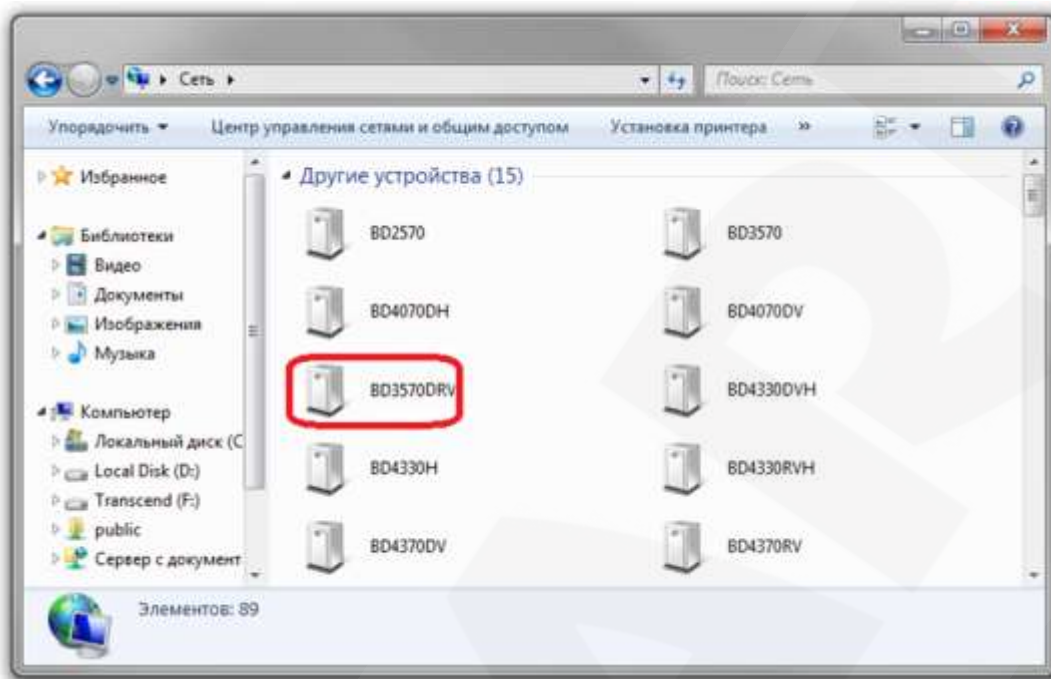 Сеть
Поиск: Сеть
Упорядочить
Центр управления сетями и общим доступом
Установка принтера
»
Избранное
Библиотеки
Видео
Документы
Изображения
Музыка
Компьютер
Локальный диск (C
Local Disk (D:)
Transcend (F:)
public
Сервер с документ
Другие устройства (15)
BD2570
BD3570
BD4070DH
BD4070DV
BD3570DRV
BD4330DVH
BD4330H
BD4330RVH
BD4370DV
BD4370RV
Элементов: 89